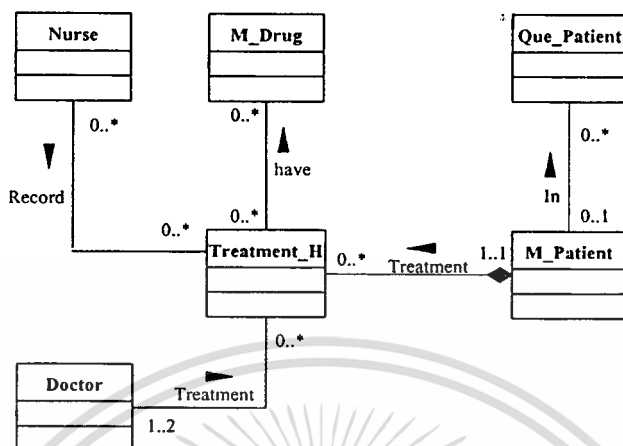 Nurse
M_Drug
Que_Patient
0..*
0..*
0..*
Record
have
In
0..*
0..*
0..1
Treatment_H
0..*
Treatment
1..1
M_Patient
0..*
Doctor
Treatment
1..2